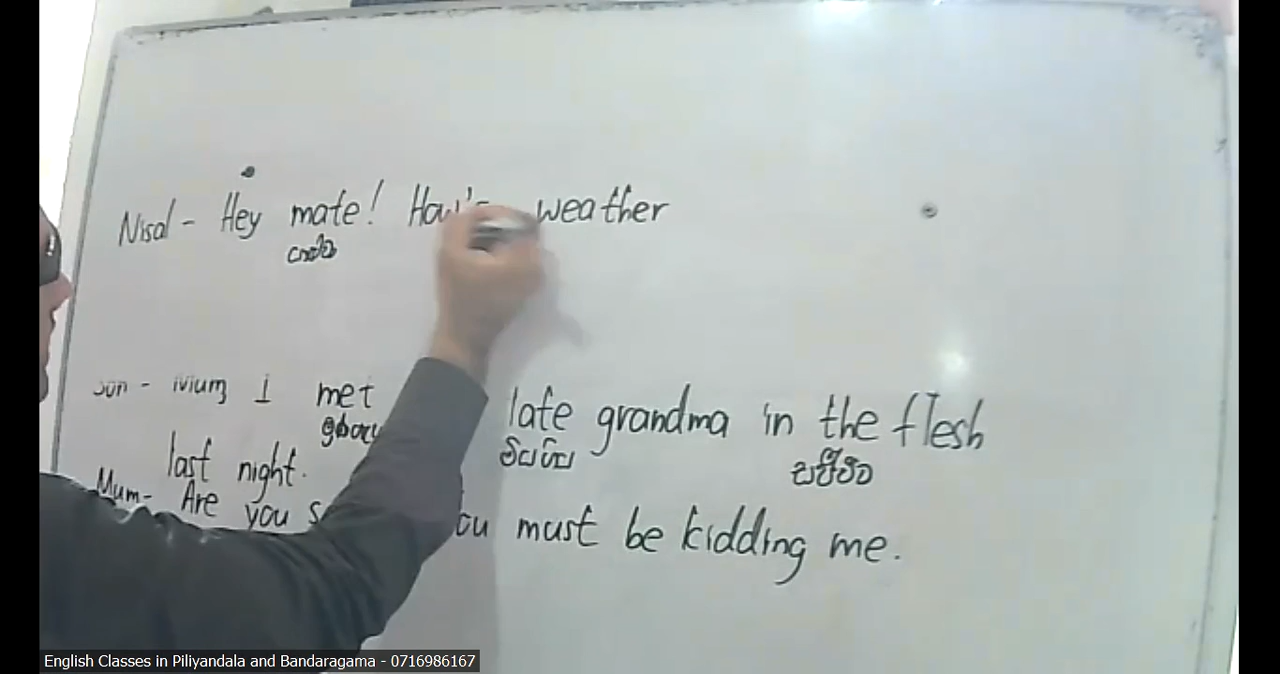 Nisal - Hey mate! How's weather
යාළුවා
Son - Mum, I met late grandma in the flesh
මුණගැ දිවංගත සජීවීව
last night.
Mum- Are you must be kidding me.
English Classes in Piliyandala and Bandaragama - 0716986167